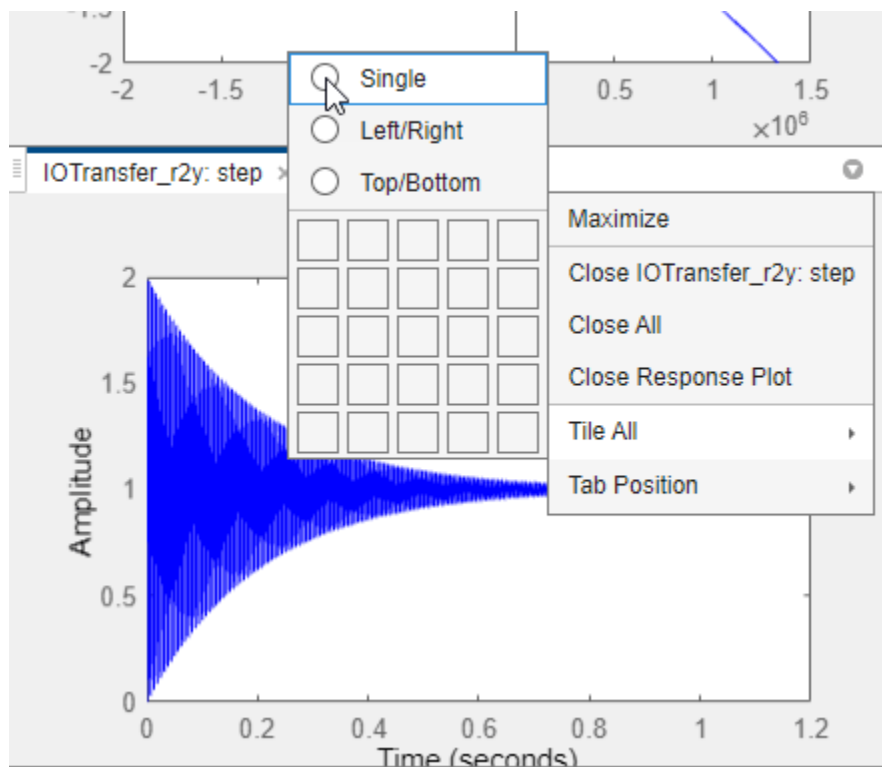 -1.5
-2
-2
-1.5
0.5
1
1.5
×10⁶
Single
Left/Right
Top/Bottom
IOTransfer_r2y: step ×
Maximize
Close IOTransfer_r2y: step
Close All
Close Response Plot
Tile All
Tab Position
2
1.5
1
0.5
0
Amplitude
0
0.2
0.4
0.6
0.8
1
1.2
Time (seconds)